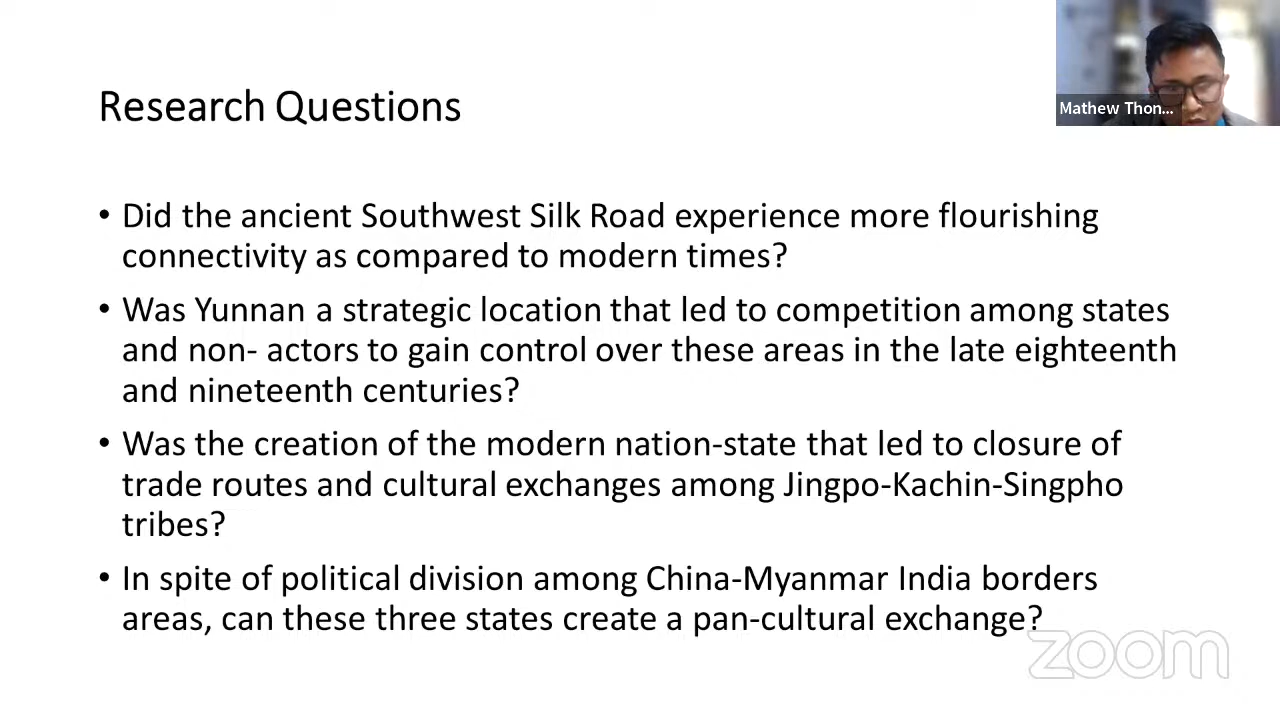 Research Questions
Mathew Thon...
• Did the ancient Southwest Silk Road experience more flourishing
connectivity as compared to modern times?
• Was Yunnan a strategic location that led to competition among states
and non- actors to gain control over these areas in the late eighteenth
and nineteenth centuries?
• Was the creation of the modern nation-state that led to closure of
trade routes and cultural exchanges among Jingpo-Kachin-Singpho
tribes?
• In spite of political division among China-Myanmar India borders
areas, can these three states create a pan-cultural exchange?
zoom